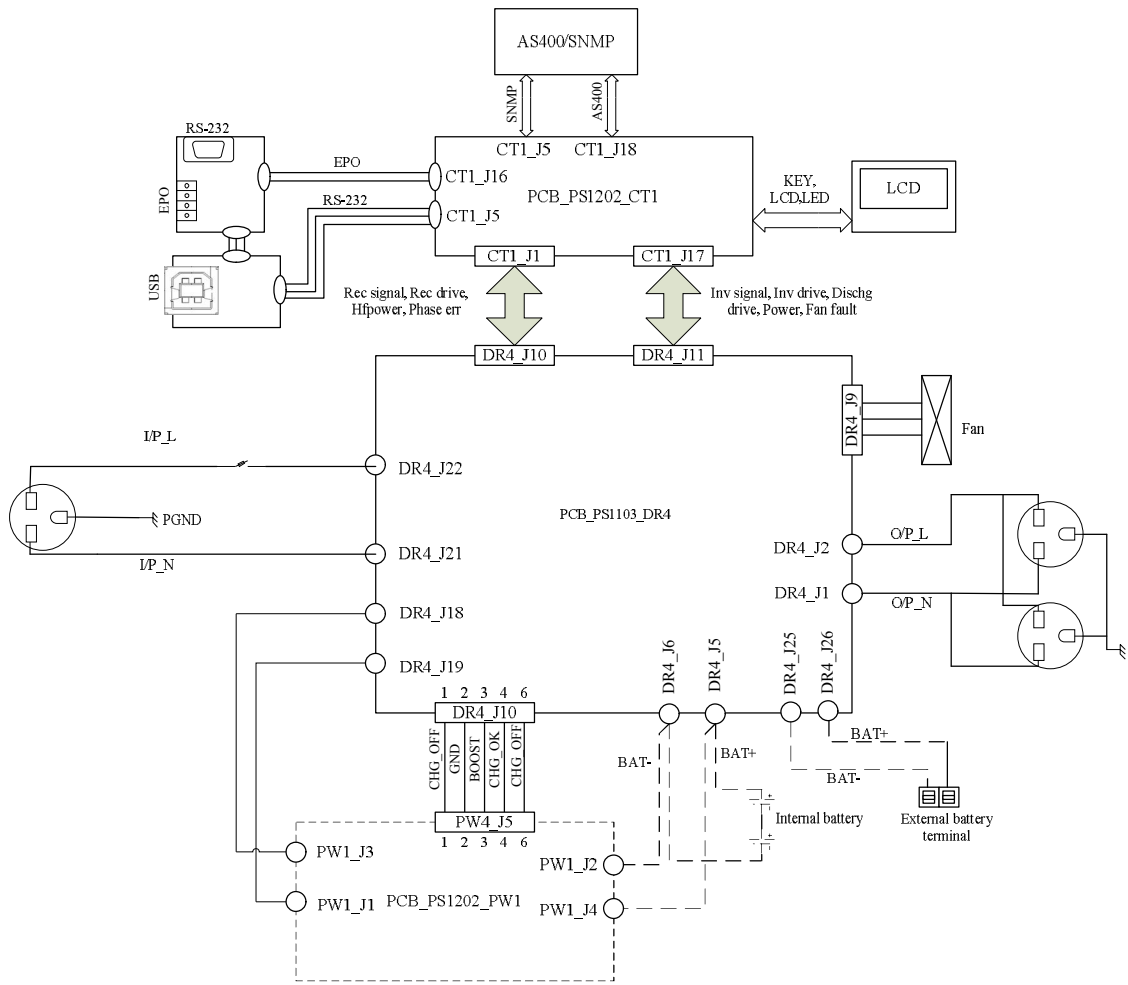 AS400/SNMP
SNMP
AS400
RS-232
EPO
EPO
CT1_J5
CT1_J18
CT1_J16
RS-232
CT1_J5
PCB_PS1202_CT1
KEY,
LCD,LED
LCD
USB
CT1_J1
CT1_J17
Rec signal, Rec drive,
Hfpower, Phase err
Inv signal, Inv drive, Dischg
drive, Power, Fan fault
DR4_J10
DR4_J11
DR4_J9
Fan
I/P_L
DR4_J22
PGND
PCB_PS1103_DR4
I/P_N
DR4_J21
DR4_J2
O/P_L
DR4_J1
O/P_N
DR4_J18
DR4_J19
DR4_J6
DR4_J5
DR4_J25
DR4_J26
1 2 3 4 6
DR4_J10
CHG_OFF
GND
BOOST
CHG_OK
CHG_OFF
BAT-
BAT+
BAT+
BAT-
PW4_J5
1 2 3 4 6
Internal battery
External battery
terminal
PW1_J3
PW1_J2
PW1_J1
PCB_PS1202_PW1
PW1_J4